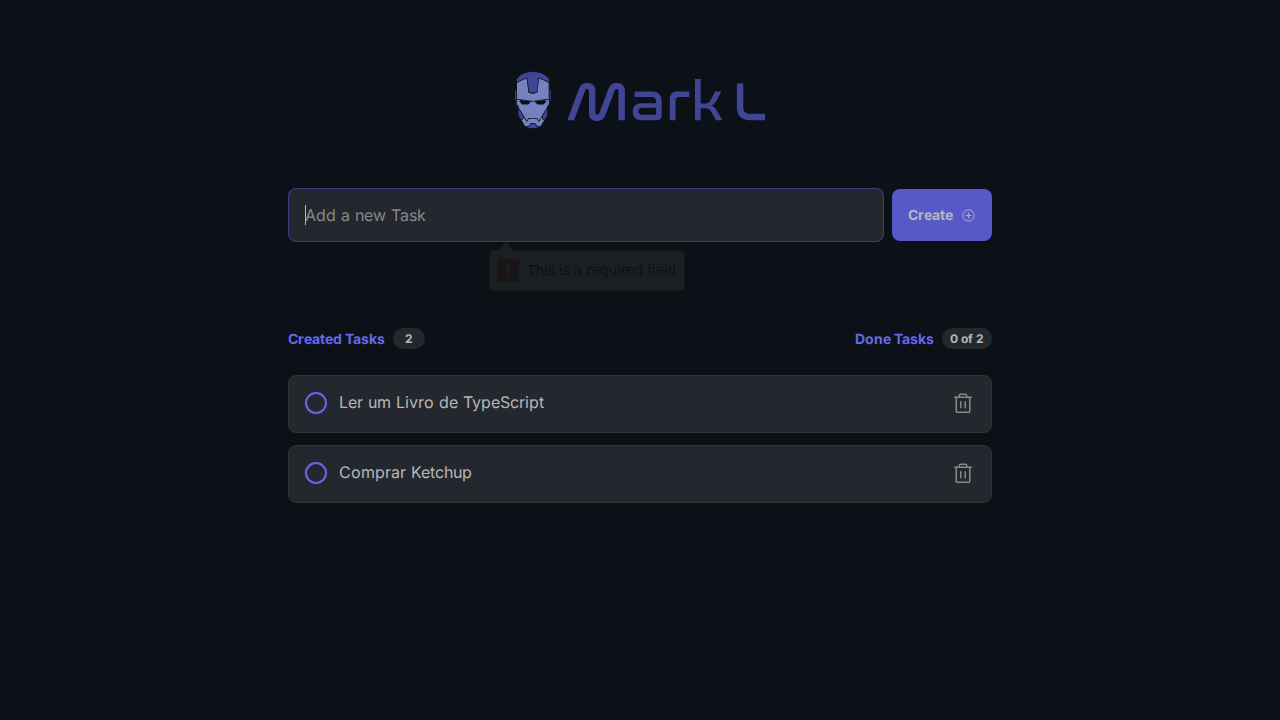 Mark L
Add a new Task
Create
This is a required field
Created Tasks 2
Done Tasks 0 of 2
Ler um Livro de TypeScript
Comprar Ketchup